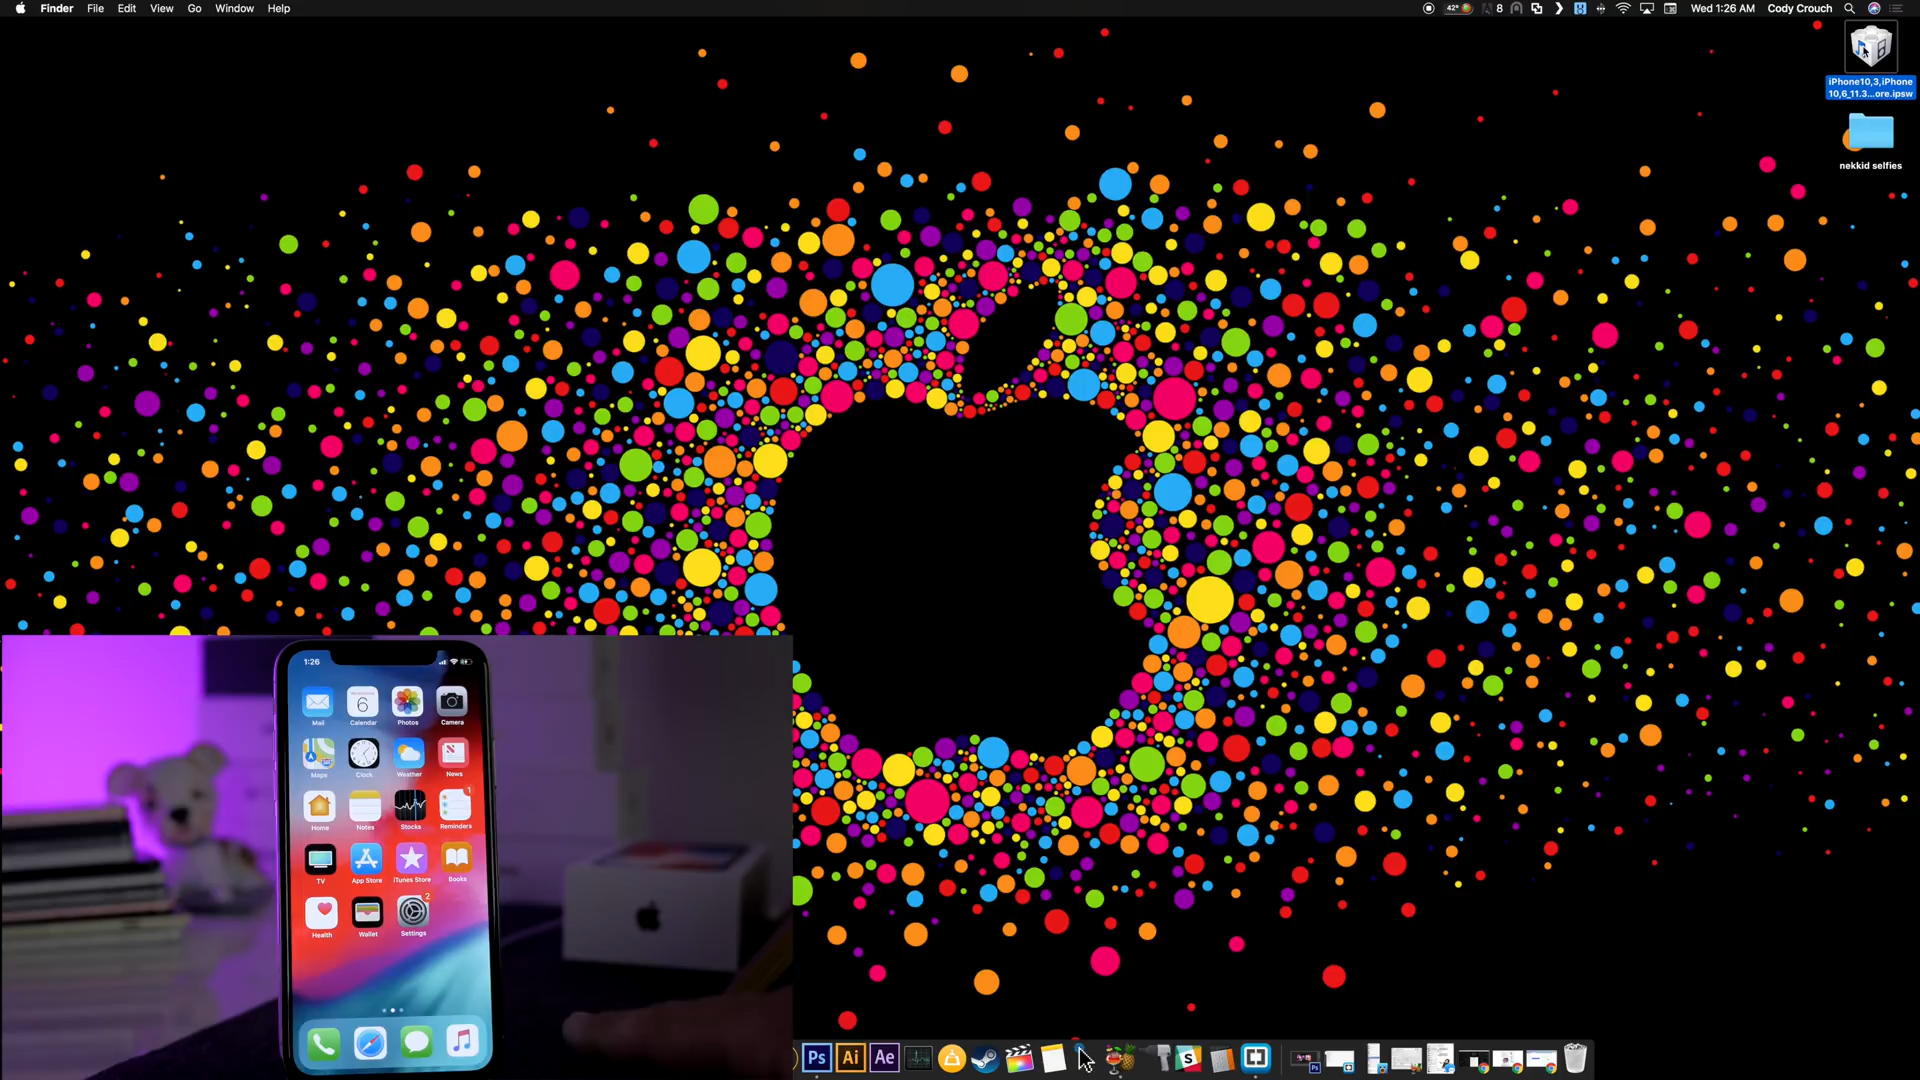 Finder File Edit View Go Window Help
42° 8 Wed 1:26 AM Cody Crouch
iPhone10,3,iPhone
10,6_11.3...ore.ipsw
nekkid selfies
1:26
6
Mail Calendar Photos Camera
Maps Clock Weather News
1
Home Notes Stocks Reminders
TV App Store iTunes Store Books
2
Health Wallet Settings
Ps Ai Ae S